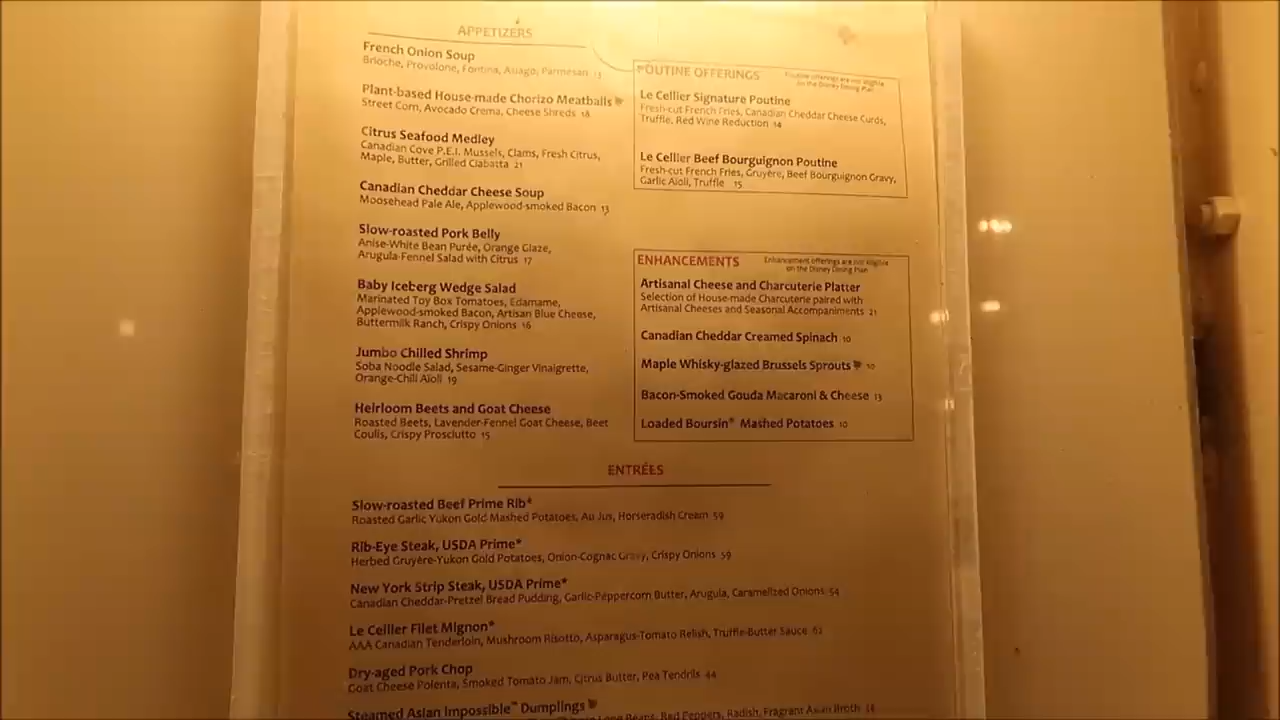 APPETIZERS
French Onion Soup
Brioche, Provolone, Fontina, Asiago, Parmesan 13
Plant-based House-made Chorizo Meatballs
Street Corn, Avocado Crema, Cheese Shreds 18
Citrus Seafood Medley
Canadian Cove P.E.I. Mussels, Clams, Fresh Citrus,
Maple, Butter, Grilled Ciabatta 21
Canadian Cheddar Cheese Soup
Moosehead Pale Ale, Applewood-smoked Bacon 13
Slow-roasted Pork Belly
Anise-White Bean Purée, Orange Glaze,
Arugula-Fennel Salad with Citrus 17
Baby Iceberg Wedge Salad
Marinated Toy Box Tomatoes, Edamame,
Applewood-smoked Bacon, Artisan Blue Cheese,
Buttermilk Ranch, Crispy Onions 16
Jumbo Chilled Shrimp
Soba Noodle Salad, Sesame-Ginger Vinaigrette,
Orange-Chili Aïoli 19
Heirloom Beets and Goat Cheese
Roasted Beets, Lavender-Fennel Goat Cheese, Beet
Coulis, Crispy Prosciutto 15
POUTINE OFFERINGS
Poutine offerings are not eligible
on the Disney Dining Plan
Le Cellier Signature Poutine
Fresh-cut French Fries, Canadian Cheddar Cheese Curds,
Truffle, Red Wine Reduction 14
Le Cellier Beef Bourguignon Poutine
Fresh-cut French Fries, Gruyère, Beef Bourguignon Gravy,
Garlic Aïoli, Truffle 15
ENHANCEMENTS
Enhancement offerings are not eligible
on the Disney Dining Plan
Artisanal Cheese and Charcuterie Platter
Selection of House-made Charcuterie paired with
Artisanal Cheeses and Seasonal Accompaniments 21
Canadian Cheddar Creamed Spinach 10
Maple Whisky-glazed Brussels Sprouts 10
Bacon-Smoked Gouda Macaroni & Cheese 13
Loaded Boursin® Mashed Potatoes 10
ENTRÉES
Slow-roasted Beef Prime Rib*
Roasted Garlic Yukon Gold Mashed Potatoes, Au Jus, Horseradish Cream 59
Rib-Eye Steak, USDA Prime*
Herbed Gruyère-Yukon Gold Potatoes, Onion-Cognac Gravy, Crispy Onions 59
New York Strip Steak, USDA Prime*
Canadian Cheddar-Pretzel Bread Pudding, Garlic-Peppercorn Butter, Arugula, Caramelized Onions 54
Le Cellier Filet Mignon*
AAA Canadian Tenderloin, Mushroom Risotto, Asparagus-Tomato Relish, Truffle-Butter Sauce 62
Dry-aged Pork Chop
Goat Cheese Polenta, Smoked Tomato Jam, Citrus Butter, Pea Tendrils 44
Steamed Asian Impossible™ Dumplings
Long Beans, Red Peppers, Radish, Fragrant Asian Broth